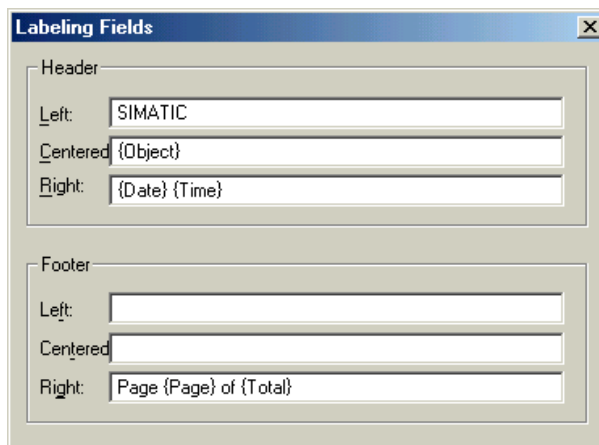 Labeling Fields
Header
Left: SIMATIC
Centered {Object}
Right: {Date} {Time}
Footer
Left:
Centered
Right: Page {Page} of {Total}